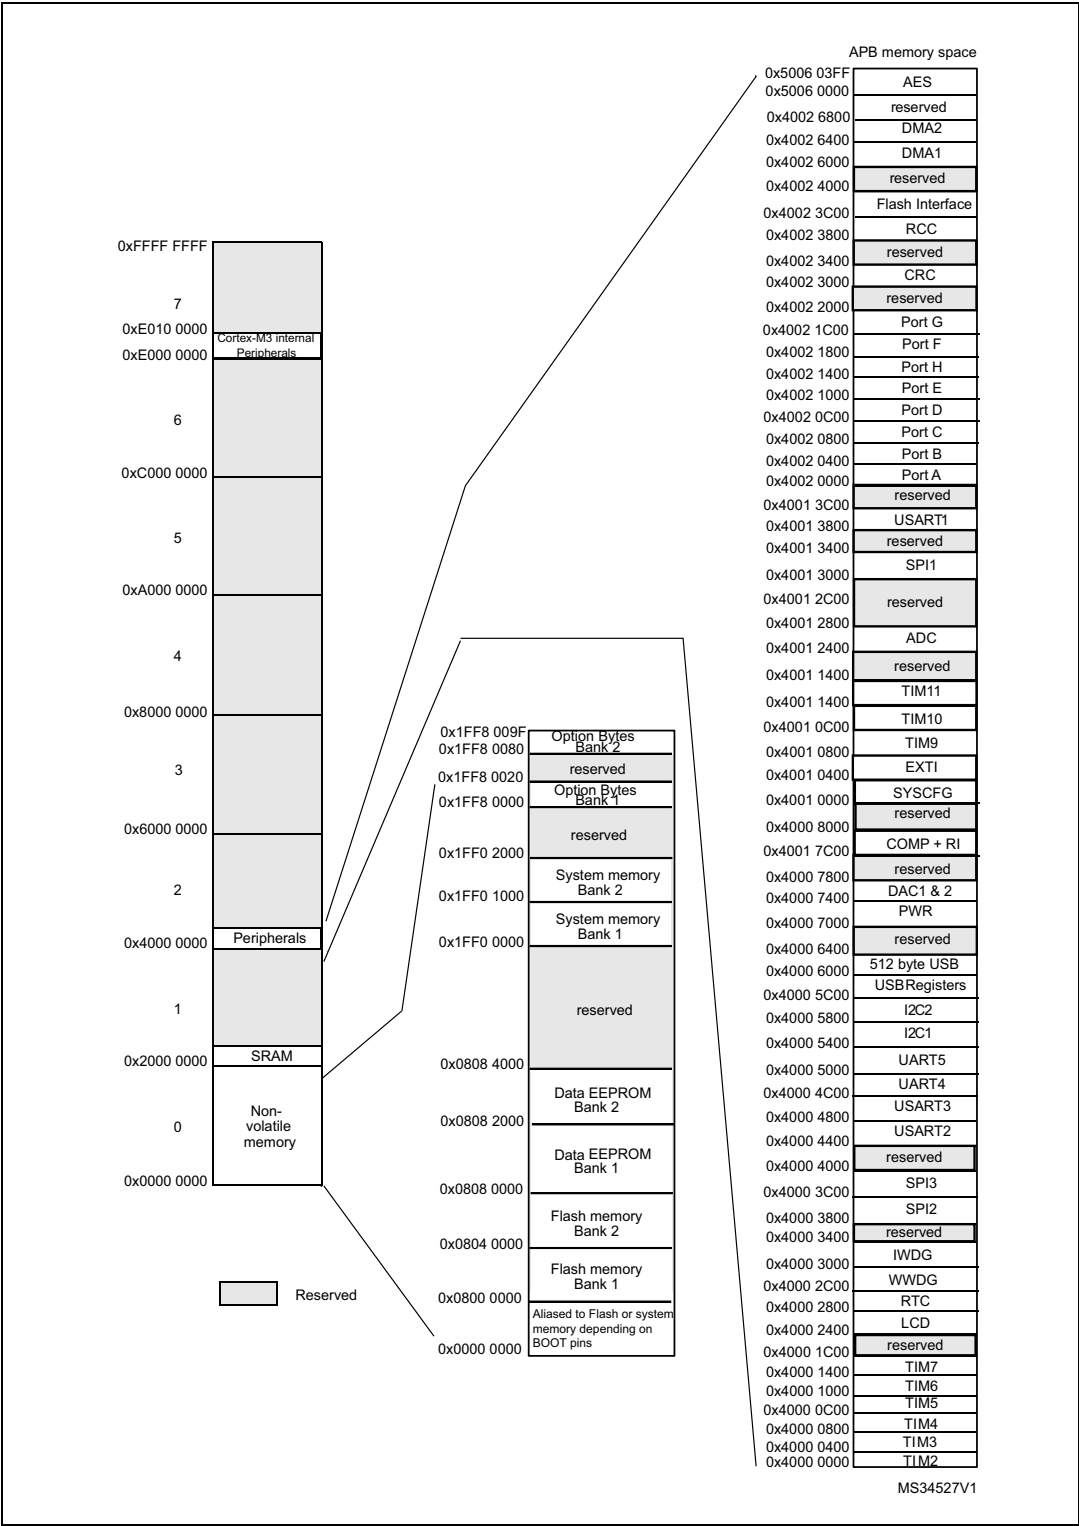 0xFFFF FFFF
7
0xE010 0000
Cortex-M3 internal
Peripherals
0xE000 0000
6
0xC000 0000
5
0xA000 0000
4
0x8000 0000
3
0x6000 0000
2
0x4000 0000
Peripherals
1
0x2000 0000
SRAM
0
Non-
volatile
memory
0x0000 0000
Reserved
0x1FF8 009F
Option Bytes
Bank 2
0x1FF8 0080
reserved
0x1FF8 0020
Option Bytes
Bank 1
0x1FF8 0000
reserved
0x1FF0 2000
System memory
Bank 2
0x1FF0 1000
System memory
Bank 1
0x1FF0 0000
reserved
0x0808 4000
Data EEPROM
Bank 2
0x0808 2000
Data EEPROM
Bank 1
0x0808 0000
Flash memory
Bank 2
0x0804 0000
Flash memory
Bank 1
0x0800 0000
Aliased to Flash or system
memory depending on
BOOT pins
0x0000 0000
APB memory space
0x5006 03FF
AES
0x5006 0000
reserved
0x4002 6800
DMA2
0x4002 6400
DMA1
0x4002 6000
reserved
0x4002 4000
Flash Interface
0x4002 3C00
RCC
0x4002 3800
reserved
0x4002 3400
CRC
0x4002 3000
reserved
0x4002 2000
Port G
0x4002 1C00
Port F
0x4002 1800
Port H
0x4002 1400
Port E
0x4002 1000
Port D
0x4002 0C00
Port C
0x4002 0800
Port B
0x4002 0400
Port A
0x4002 0000
reserved
0x4001 3C00
USART1
0x4001 3800
reserved
0x4001 3400
SPI1
0x4001 3000
0x4001 2C00
reserved
0x4001 2800
ADC
0x4001 2400
reserved
0x4001 1400
TIM11
0x4001 1400
TIM10
0x4001 0C00
TIM9
0x4001 0800
EXTI
0x4001 0400
SYSCFG
0x4001 0000
reserved
0x4000 8000
COMP + RI
0x4001 7C00
reserved
0x4000 7800
DAC1 & 2
0x4000 7400
PWR
0x4000 7000
reserved
0x4000 6400
512 byte USB
0x4000 6000
USB Registers
0x4000 5C00
I2C2
0x4000 5800
I2C1
0x4000 5400
UART5
0x4000 5000
UART4
0x4000 4C00
USART3
0x4000 4800
USART2
0x4000 4400
reserved
0x4000 4000
SPI3
0x4000 3C00
SPI2
0x4000 3800
reserved
0x4000 3400
IWDG
0x4000 3000
WWDG
0x4000 2C00
RTC
0x4000 2800
LCD
0x4000 2400
reserved
0x4000 1C00
TIM7
0x4000 1400
TIM6
0x4000 1000
TIM5
0x4000 0C00
TIM4
0x4000 0800
TIM3
0x4000 0400
TIM2
0x4000 0000
MS34527V1